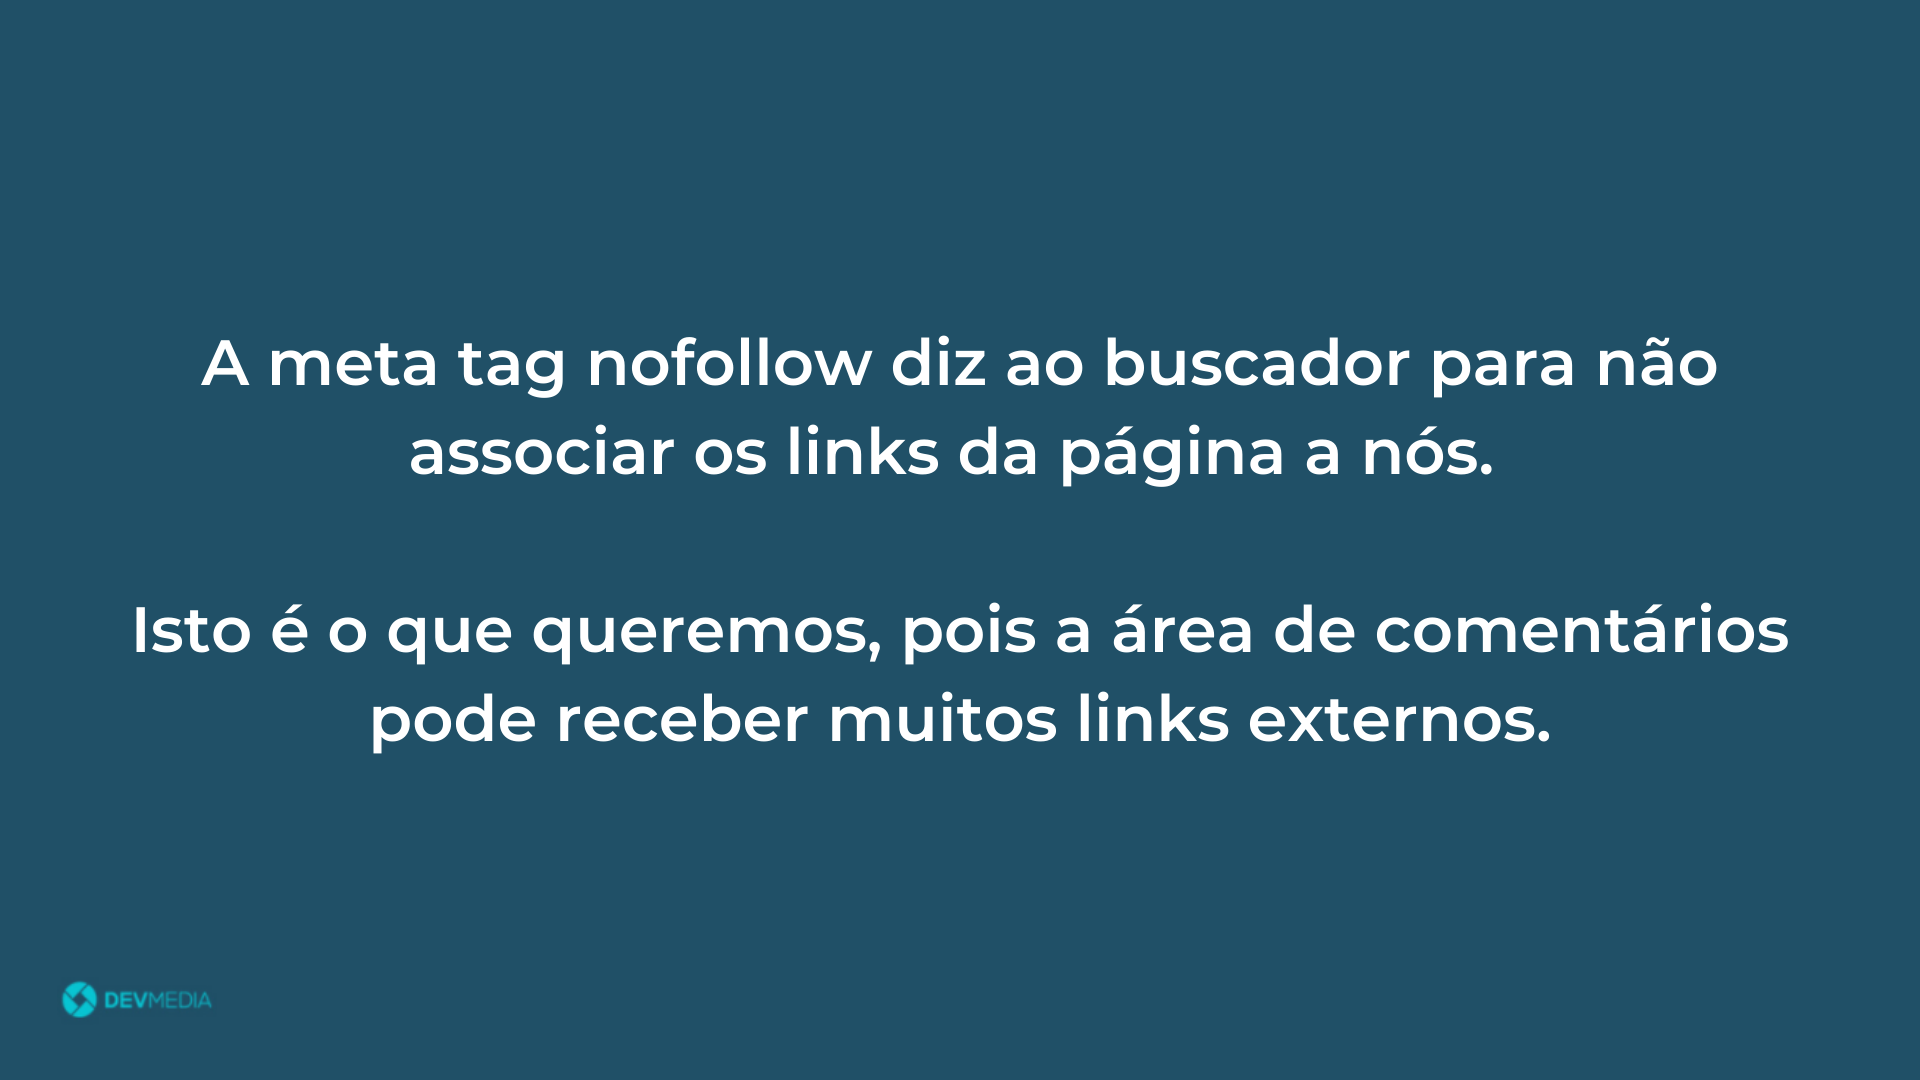 A meta tag nofollow diz ao buscador para não
associar os links da página a nós.
Isto é o que queremos, pois a área de comentários
pode receber muitos links externos.
DEVMEDIA